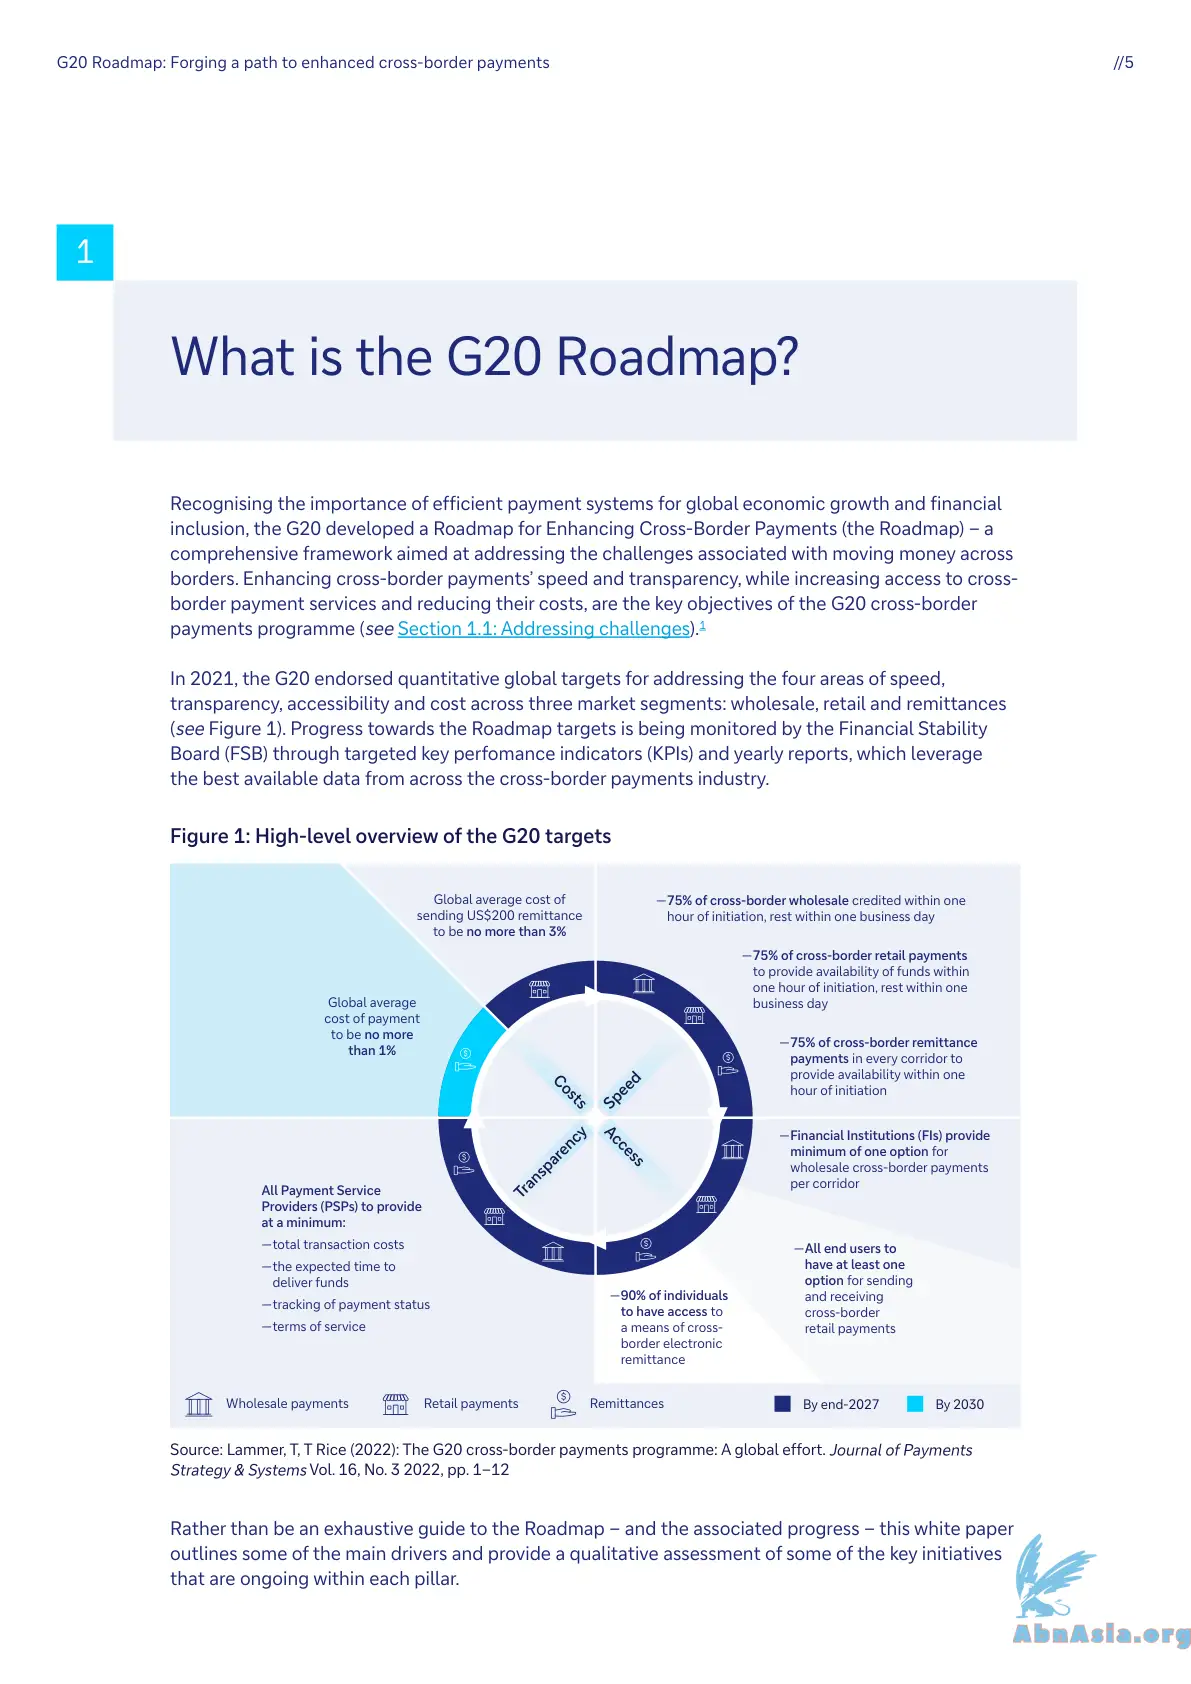 G20 Roadmap: Forging a path to enhanced cross-border payments
//5
1
What is the G20 Roadmap?
Recognising the importance of efficient payment systems for global economic growth and financial
inclusion, the G20 developed a Roadmap for Enhancing Cross-Border Payments (the Roadmap) – a
comprehensive framework aimed at addressing the challenges associated with moving money across
borders. Enhancing cross-border payments’ speed and transparency, while increasing access to cross-
border payment services and reducing their costs, are the key objectives of the G20 cross-border
payments programme (see Section 1.1: Addressing challenges).1
In 2021, the G20 endorsed quantitative global targets for addressing the four areas of speed,
transparency, accessibility and cost across three market segments: wholesale, retail and remittances
(see Figure 1). Progress towards the Roadmap targets is being monitored by the Financial Stability
Board (FSB) through targeted key perfomance indicators (KPIs) and yearly reports, which leverage
the best available data from across the cross-border payments industry.
Figure 1: High-level overview of the G20 targets
Global average cost of
sending US$200 remittance
to be no more than 3%
Global average
cost of payment
to be no more
than 1%
—75% of cross-border wholesale credited within one
hour of initiation, rest within one business day
—75% of cross-border retail payments
to provide availability of funds within
one hour of initiation, rest within one
business day
—75% of cross-border remittance
payments in every corridor to
provide availability within one
hour of initiation
Costs
Speed
Transparency
Access
—Financial Institutions (FIs) provide
minimum of one option for
wholesale cross-border payments
per corridor
—All end users to
have at least one
option for sending
and receiving
cross-border
retail payments
—90% of individuals
to have access to
a means of cross-
border electronic
remittance
All Payment Service
Providers (PSPs) to provide
at a minimum:
—total transaction costs
—the expected time to
deliver funds
—tracking of payment status
—terms of service
Wholesale payments
Retail payments
Remittances
By end-2027
By 2030
Source: Lammer, T, T Rice (2022): The G20 cross-border payments programme: A global effort. Journal of Payments
Strategy & Systems Vol. 16, No. 3 2022, pp. 1–12
Rather than be an exhaustive guide to the Roadmap – and the associated progress – this white paper
outlines some of the main drivers and provide a qualitative assessment of some of the key initiatives
that are ongoing within each pillar.
AbnAsia.org